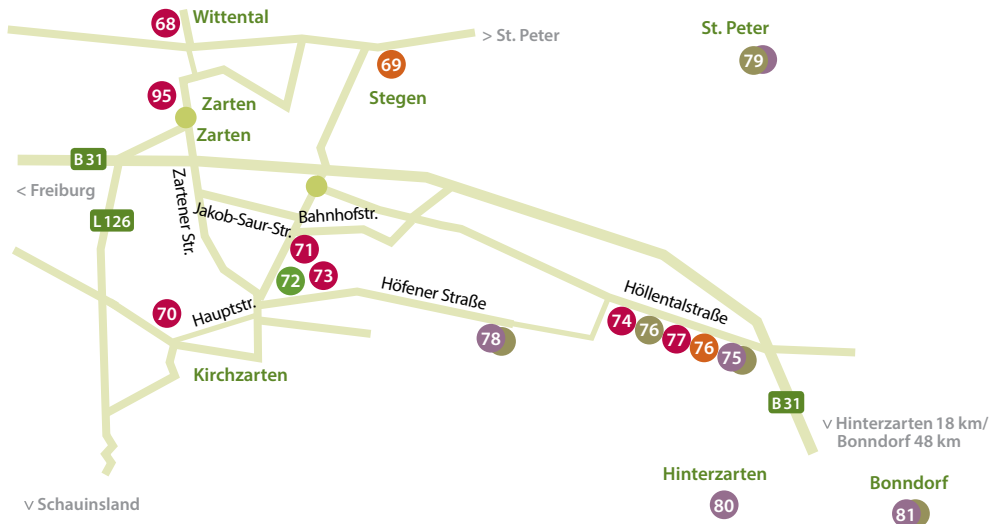 68
Wittental
> St. Peter
St. Peter
79
69
Stegen
95
Zarten
Zarten
B 31
< Freiburg
L 126
Zartener Str.
Jakob-Saur-Str.
Bahnhofstr.
71
72
73
70
Hauptstr.
Höfener Straße
78
Höllentalstraße
74
76
77
76
75
Kirchzarten
B 31
v Hinterzarten 18 km/
Bonndorf 48 km
Hinterzarten
80
Bonndorf
81
v Schauinsland